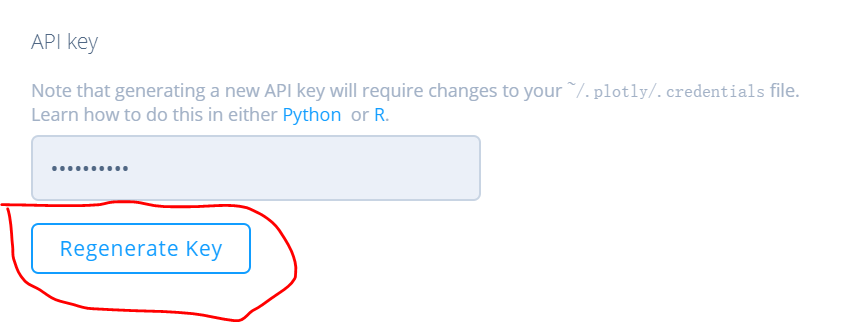 API key
Note that generating a new API key will require changes to your ~/.plotly/.credentials file.
Learn how to do this in either Python or R.
••••••••••
Regenerate Key